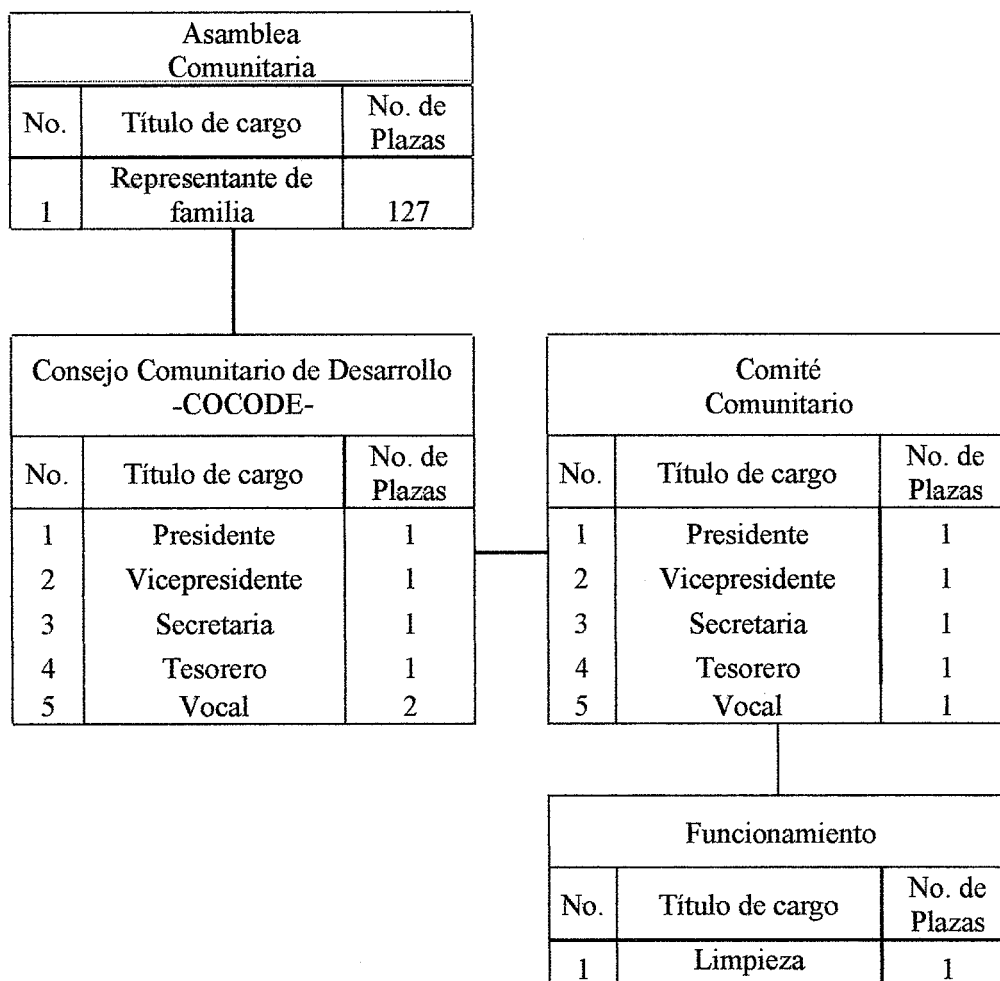 Asamblea
Comunitaria
No. Título de cargo No. de Plazas
1 Representante de familia 127
Consejo Comunitario de Desarrollo
-COCODE-
No. Título de cargo No. de Plazas
1 Presidente 1
2 Vicepresidente 1
3 Secretaria 1
4 Tesorero 1
5 Vocal 2
Comité
Comunitario
No. Título de cargo No. de Plazas
1 Presidente 1
2 Vicepresidente 1
3 Secretaria 1
4 Tesorero 1
5 Vocal 1
Funcionamiento
No. Título de cargo No. de Plazas
1 Limpieza 1